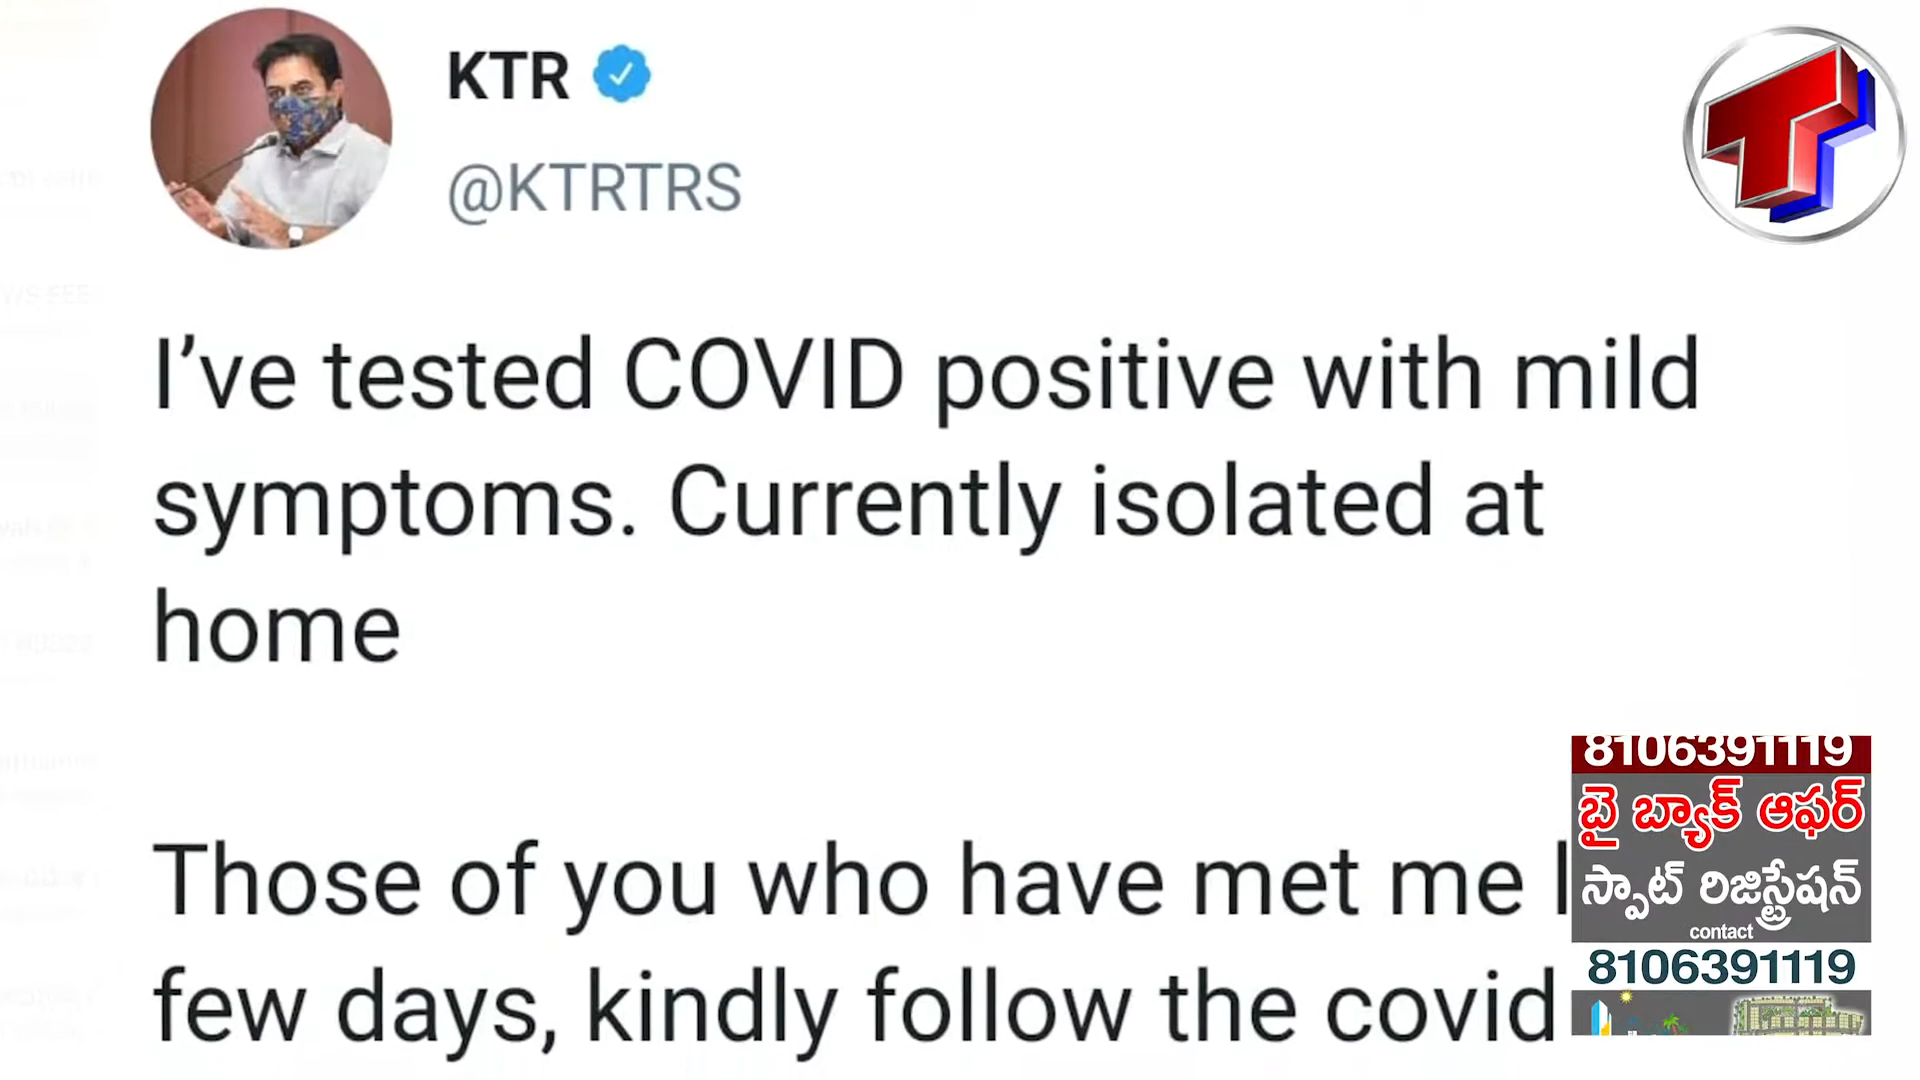 KTR
@KTRTRS
I've tested COVID positive with mild
symptoms. Currently isolated at
home
Those of you who have met me
few days, kindly follow the covid
8106391119
బై బ్యాక్ ఆఫర్
స్పాట్ రిజిస్ట్రేషన్
contact
8106391119